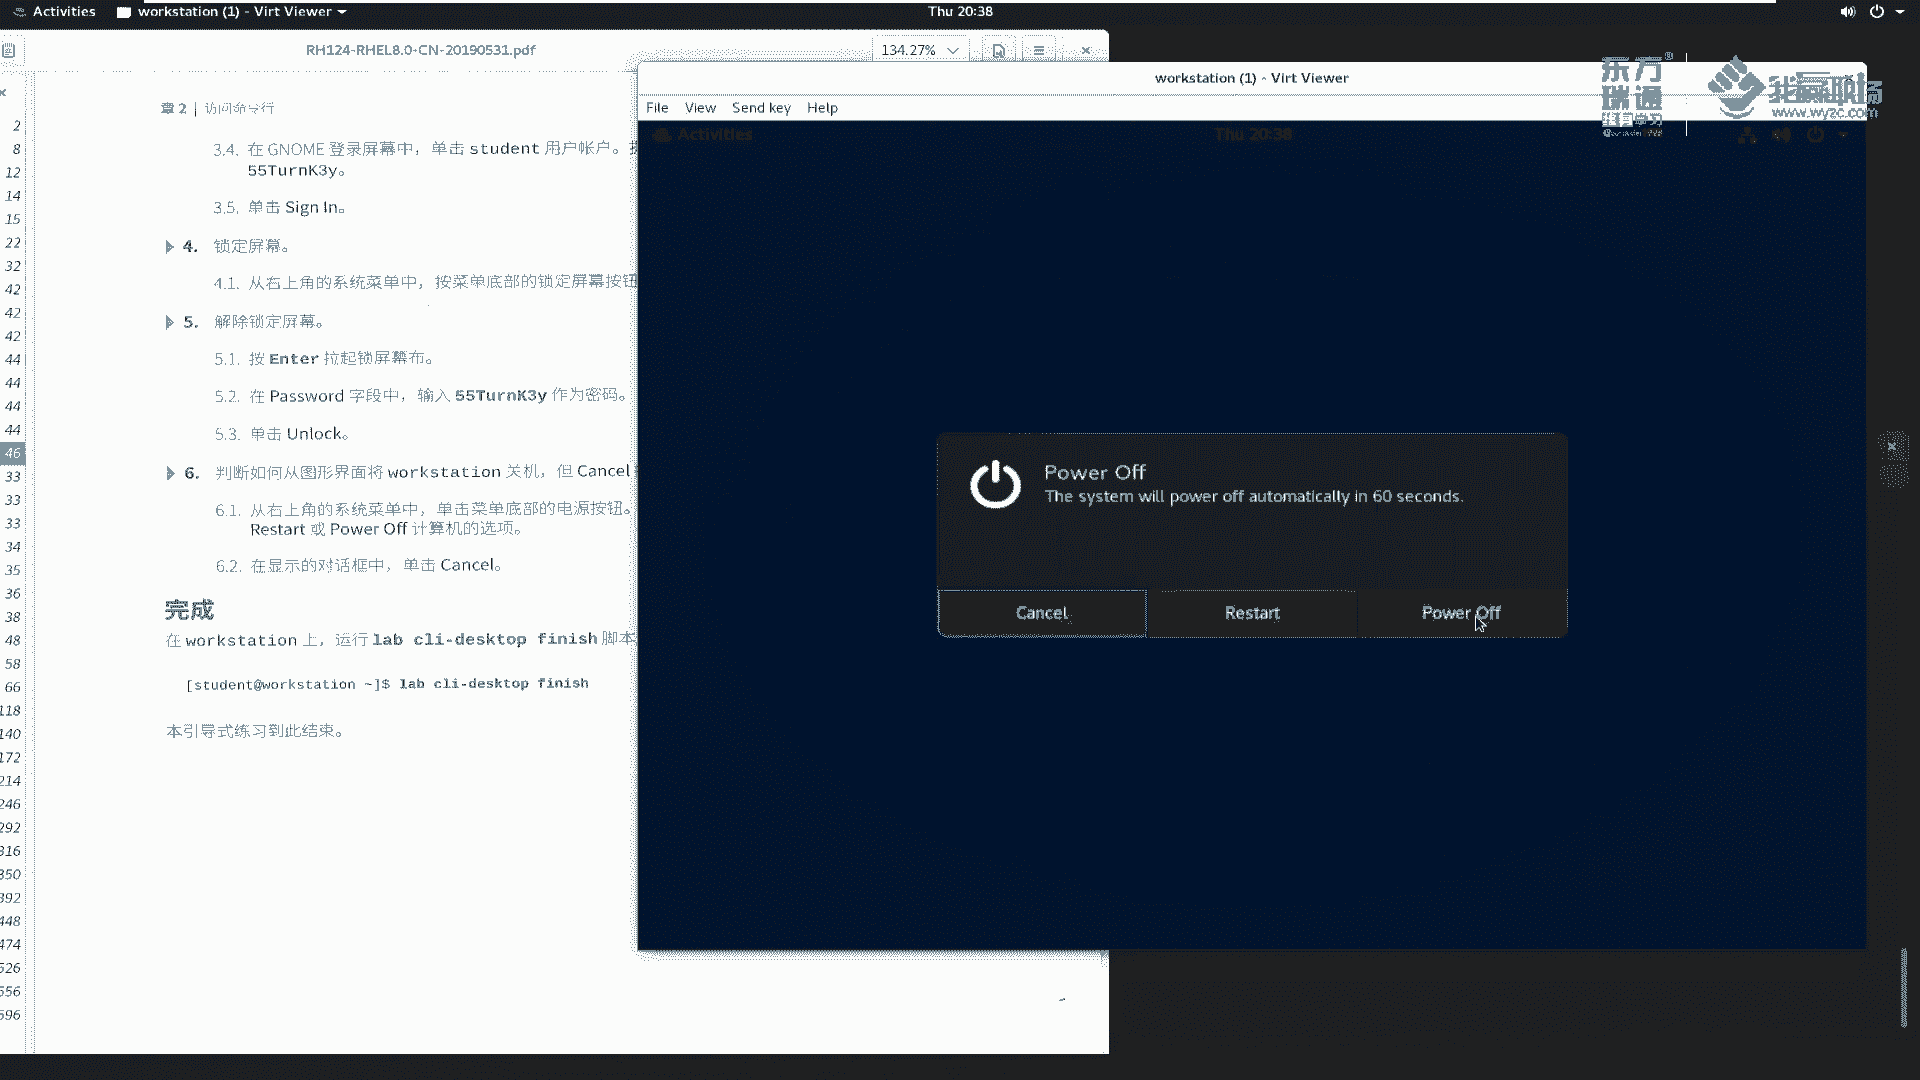 Activities
workstation (1) - Virt Viewer
Thu 20:38
RH124-RHEL8.0-CN-20190531.pdf
134.27%
章 2 | 访问命令行
3.4. 在 GNOME 登录屏幕中，单击 student 用户帐户。
55TurnK3y。
3.5. 单击 Sign In。
4. 锁定屏幕。
4.1. 从右上角的系统菜单中，按菜单底部的锁定屏幕按钮
5. 解除锁定屏幕。
5.1. 按 Enter 拉起锁屏幕布。
5.2. 在 Password 字段中，输入 55TurnK3y 作为密码。
5.3. 单击 Unlock。
6. 判断如何从图形界面将 workstation 关机，但 Cancel
6.1. 从右上角的系统菜单中，单击菜单底部的电源按钮。
Restart 或 Power Off 计算机的选项。
6.2. 在显示的对话框中，单击 Cancel。
完成
在 workstation 上，运行 lab cli-desktop finish 脚本
[student@workstation ~]$ lab cli-desktop finish
本引导式练习到此结束。
2
8
12
14
15
22
32
42
42
42
44
44
44
44
46
33
33
33
34
35
36
38
48
58
66
118
140
172
214
246
292
316
350
392
448
474
526
556
596
workstation (1) - Virt Viewer
File View Send key Help
Activities
Thu 20:38
Power Off
The system will power off automatically in 60 seconds.
Cancel
Restart
Power Off
东方
瑞通
终身学习
我赢职场
www.wyzc.com